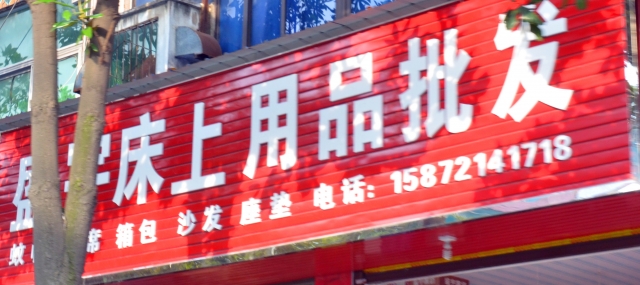 床上用品批发
席 箱包 沙发 座垫 电话: 15872141718